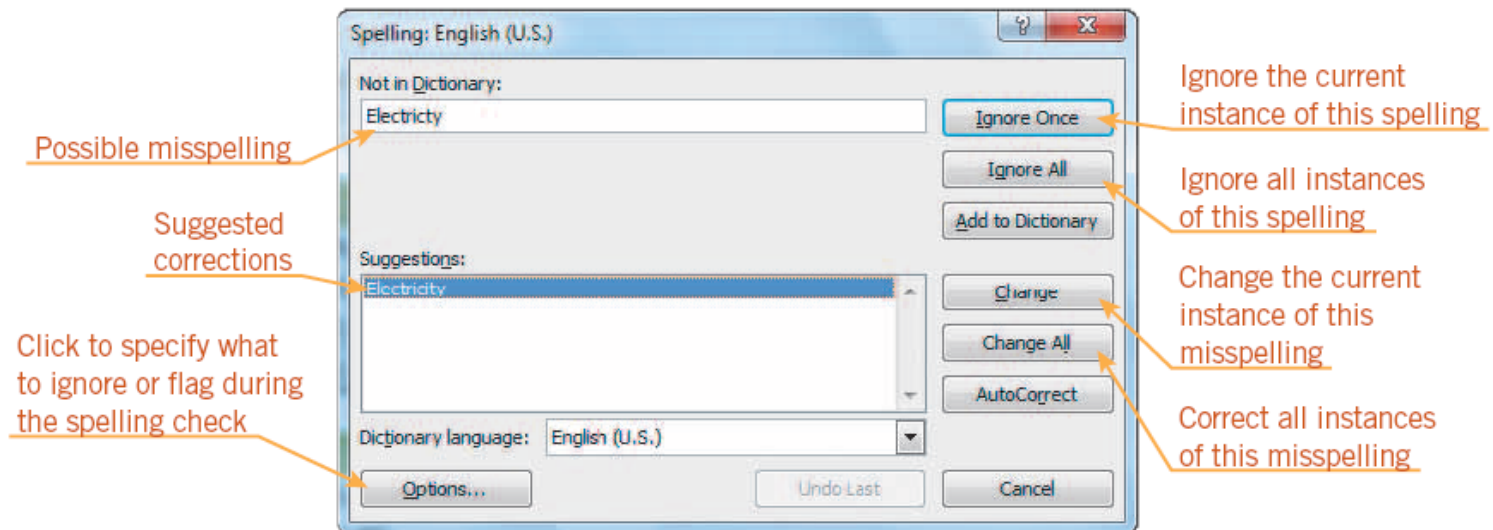 Spelling: English (U.S.)
Not in Dictionary:
Electricty
Ignore Once
Ignore All
Add to Dictionary
Suggestions:
Electricity
Change
Change All
AutoCorrect
Dictionary language:
English (U.S.)
Options...
Undo Last
Cancel
Possible misspelling
Suggested
corrections
Click to specify what
to ignore or flag during
the spelling check
Ignore the current
instance of this spelling
Ignore all instances
of this spelling
Change the current
instance of this
misspelling
Correct all instances
of this misspelling